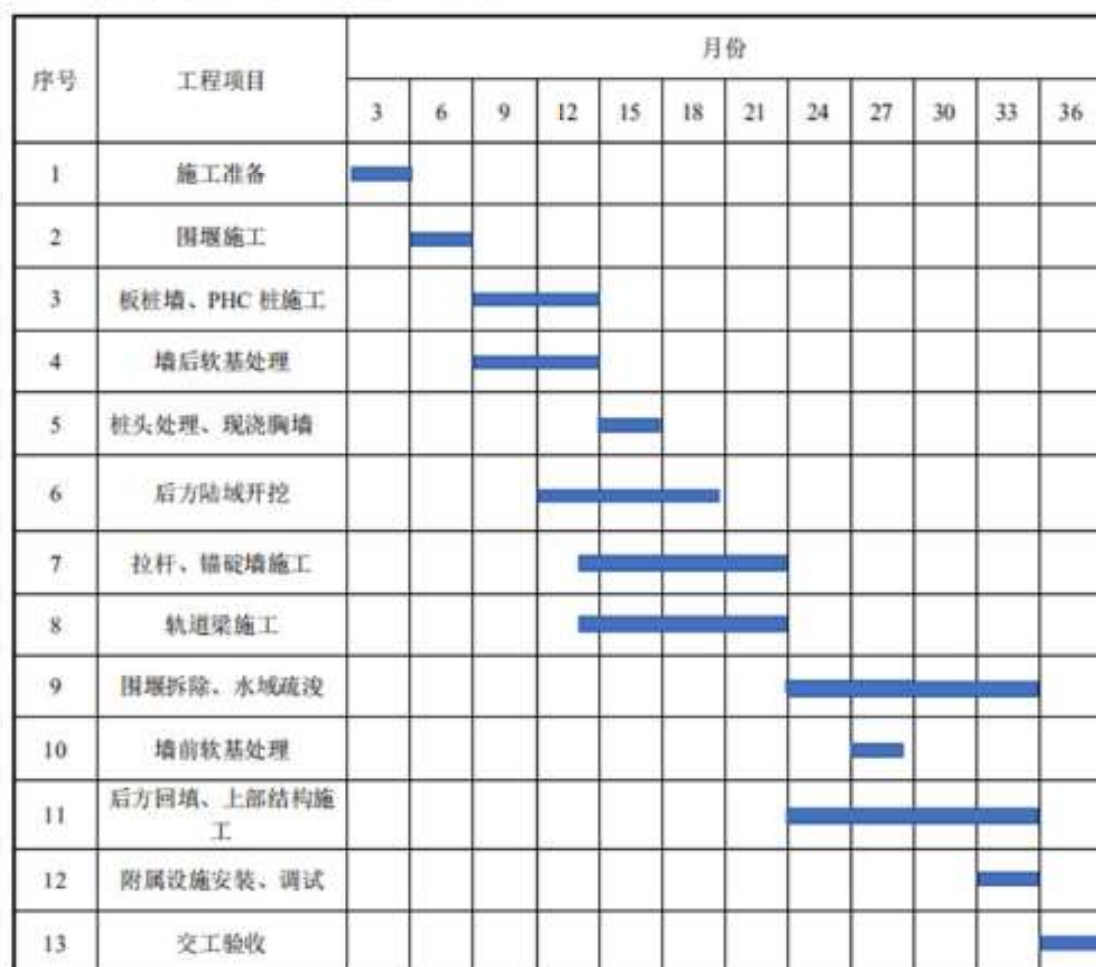 序号 工程项目 月份
3 6 9 12 15 18 21 24 27 30 33 36
1 施工准备
2 围堰施工
3 板桩墙、PHC 桩施工
4 墙后软基处理
5 桩头处理、现浇胸墙
6 后方陆域开挖
7 拉杆、锚碇墙施工
8 轨道梁施工
9 围堰拆除、水域疏浚
10 墙前软基处理
11 后方回填、上部结构施
工
12 附属设施安装、调试
13 交工验收